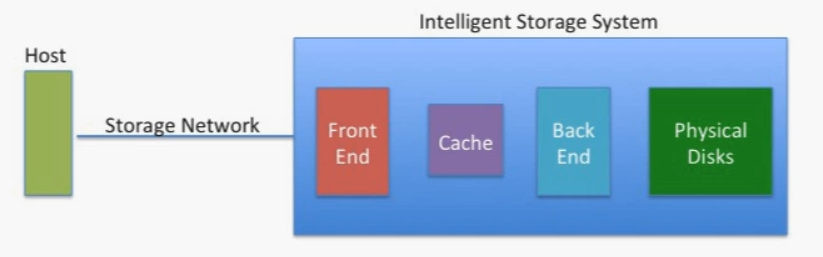 Intelligent Storage System
Host
Storage Network
Front
End
Cache
Back
End
Physical
Disks